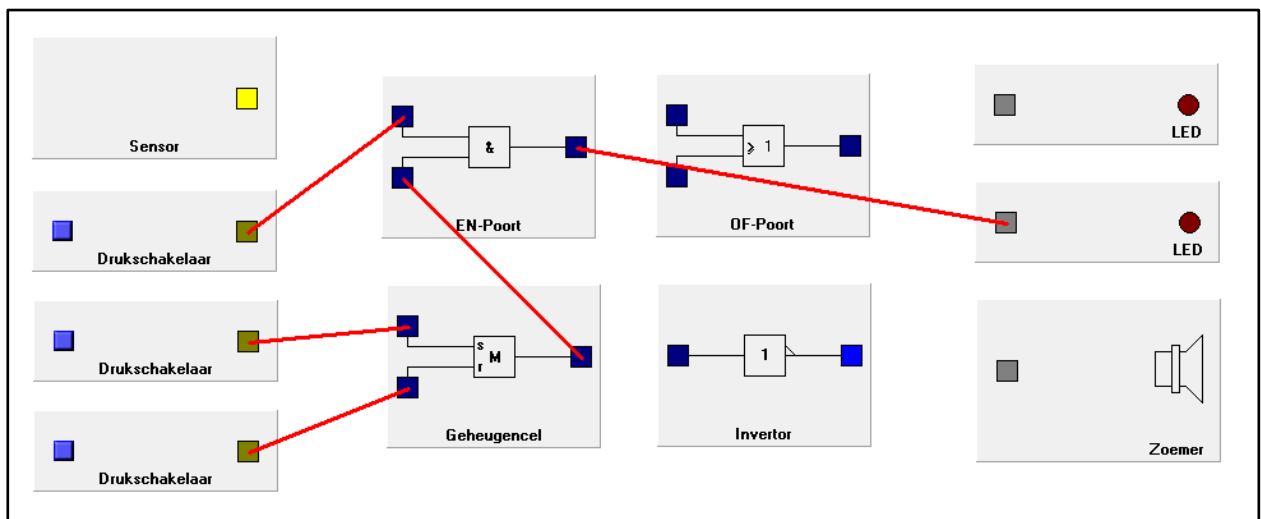 Sensor
Drukschakelaar
Drukschakelaar
Drukschakelaar
&
EN-Poort
s
r
M
Geheugencel
≥ 1
OF-Poort
1
Invertor
LED
LED
Zoemer